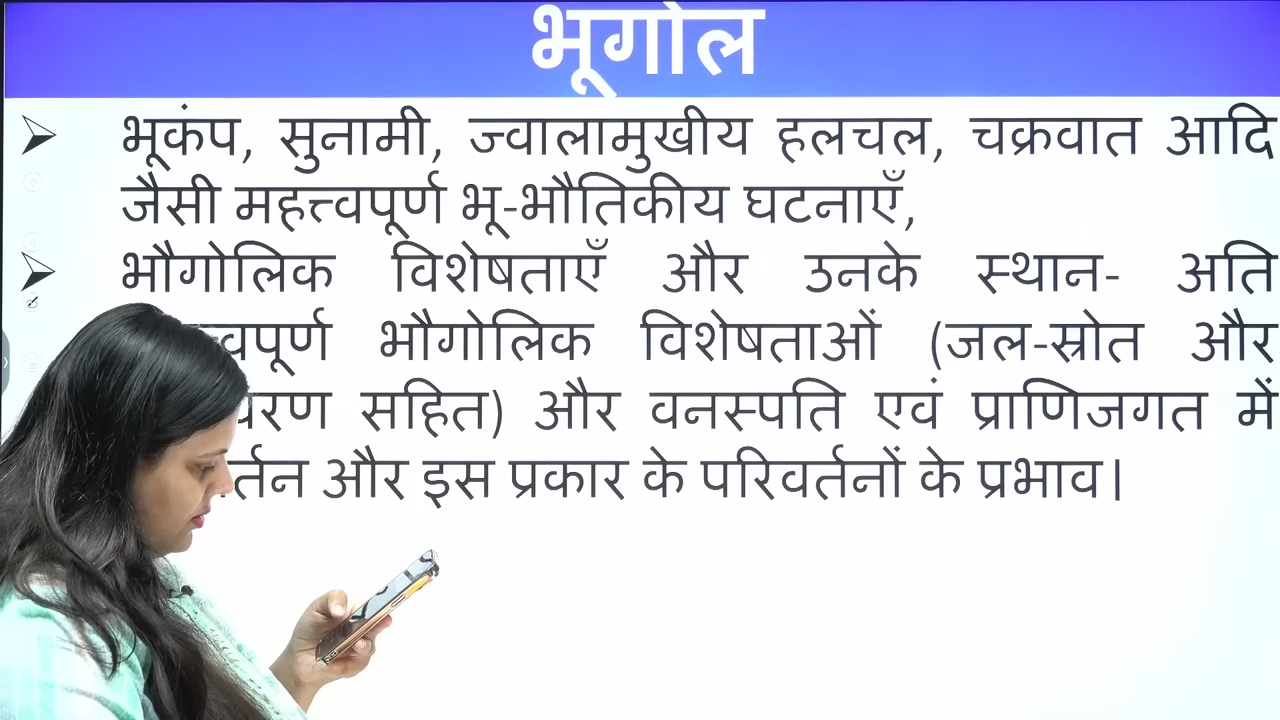 भूगोल
भूकंप, सुनामी, ज्वालामुखीय हलचल, चक्रवात आदि
जैसी महत्त्वपूर्ण भू-भौतिकीय घटनाएँ,
भौगोलिक विशेषताएँ और उनके स्थान- अति
भौगोलिक विशेषताओं (जल-स्रोत और
सहित) और वनस्पति एवं प्राणिजगत में
और इस प्रकार के परिवर्तनों के प्रभाव।